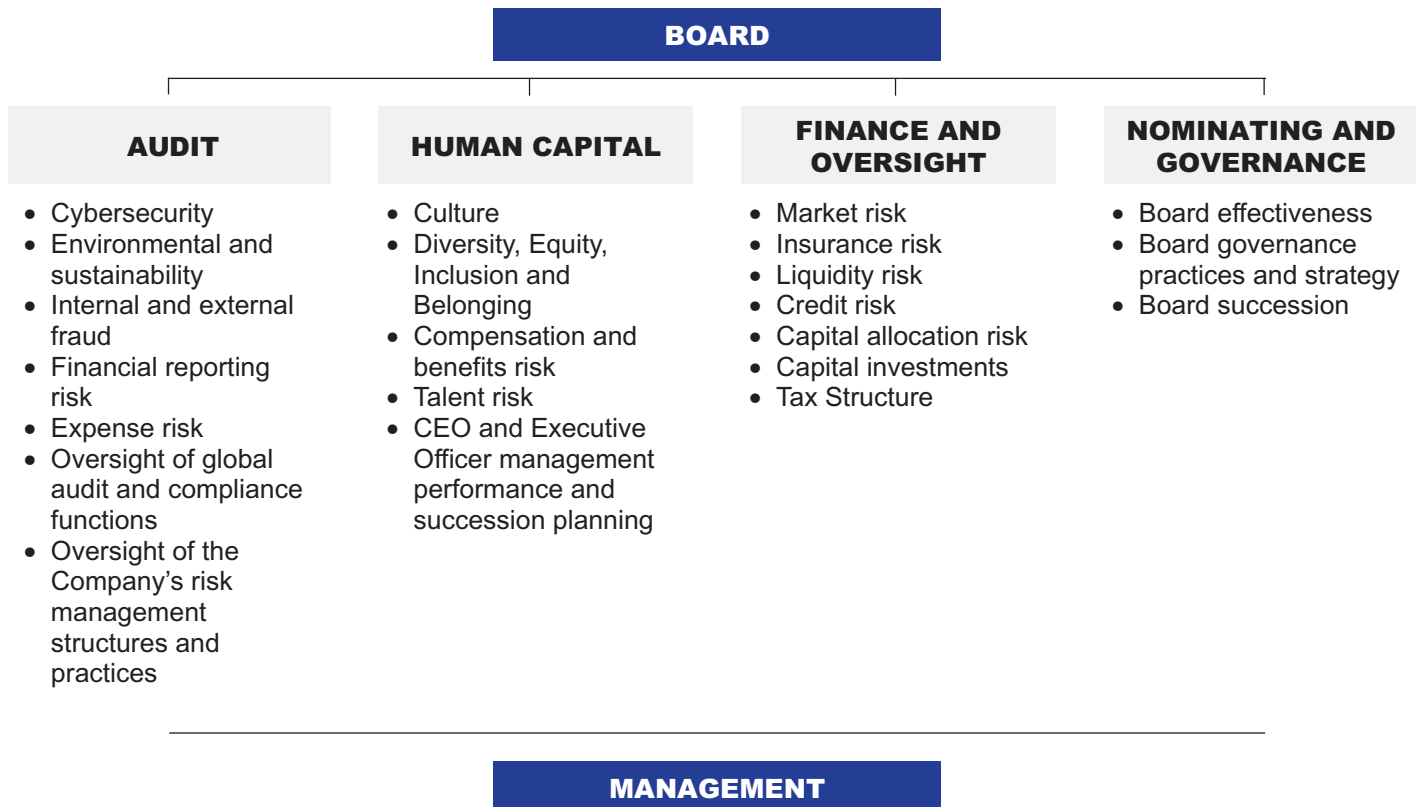 BOARD
AUDIT
• Cybersecurity
• Environmental and
sustainability
• Internal and external
fraud
• Financial reporting
risk
• Expense risk
• Oversight of global
audit and compliance
functions
• Oversight of the
Company’s risk
management
structures and
practices
HUMAN CAPITAL
• Culture
• Diversity, Equity,
Inclusion and
Belonging
• Compensation and
benefits risk
• Talent risk
• CEO and Executive
Officer management
performance and
succession planning
FINANCE AND
OVERSIGHT
• Market risk
• Insurance risk
• Liquidity risk
• Credit risk
• Capital allocation risk
• Capital investments
• Tax Structure
NOMINATING AND
GOVERNANCE
• Board effectiveness
• Board governance
practices and strategy
• Board succession
MANAGEMENT